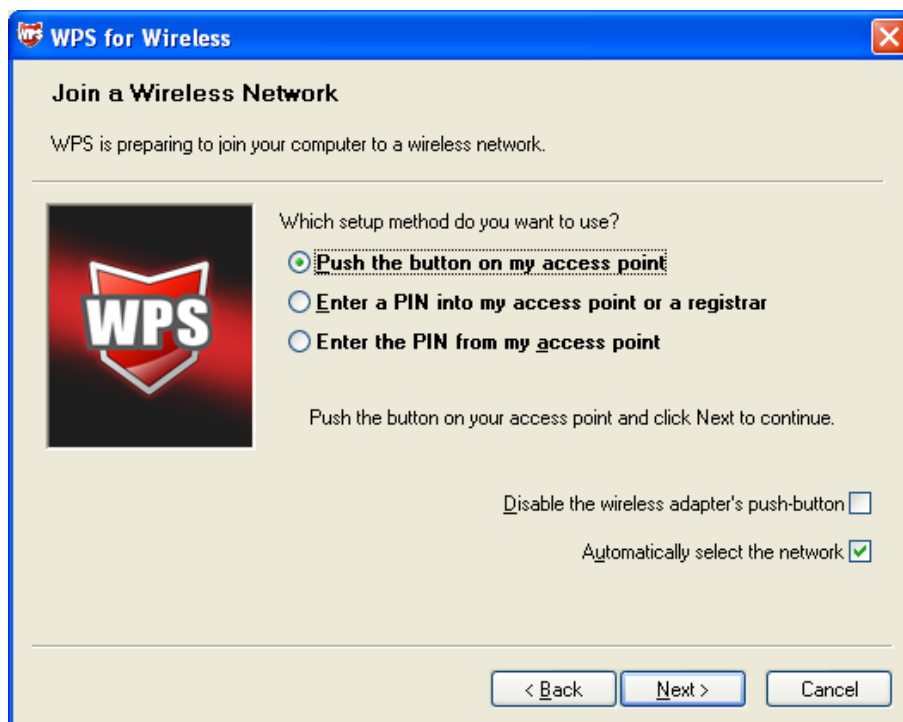 WPS for Wireless
Join a Wireless Network
WPS is preparing to join your computer to a wireless network.
WPS
Which setup method do you want to use?
Push the button on my access point
Enter a PIN into my access point or a registrar
Enter the PIN from my access point
Push the button on your access point and click Next to continue.
Disable the wireless adapter's push-button
Automatically select the network
< Back
Next >
Cancel